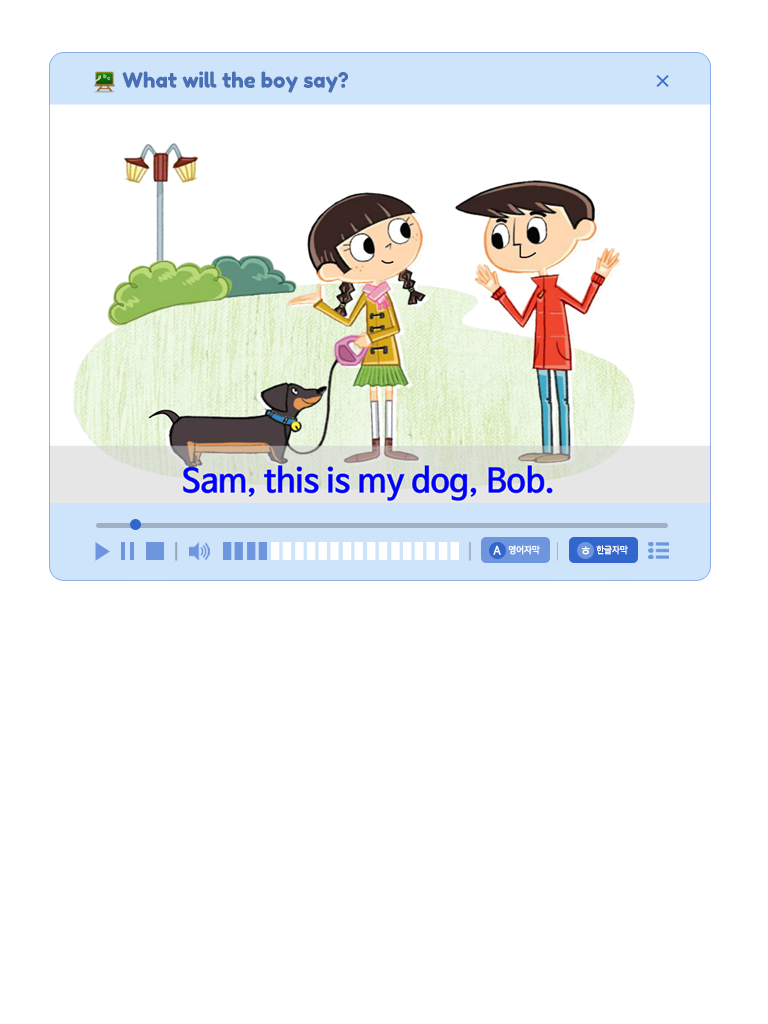 What will the boy say?
Sam, this is my dog, Bob.
A 영어자막
ㅎ 한글자막